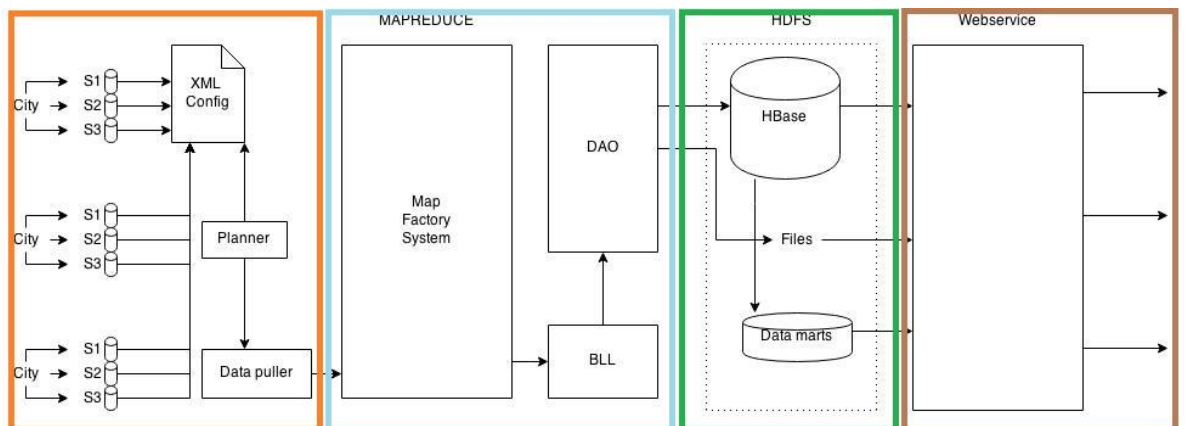 MAPREDUCE
HDFS
Webservice
City
S1
S2
S3
XML
Config
City
S1
S2
S3
Planner
City
S1
S2
S3
Data puller
Map
Factory
System
DAO
BLL
HBase
Files
Data marts